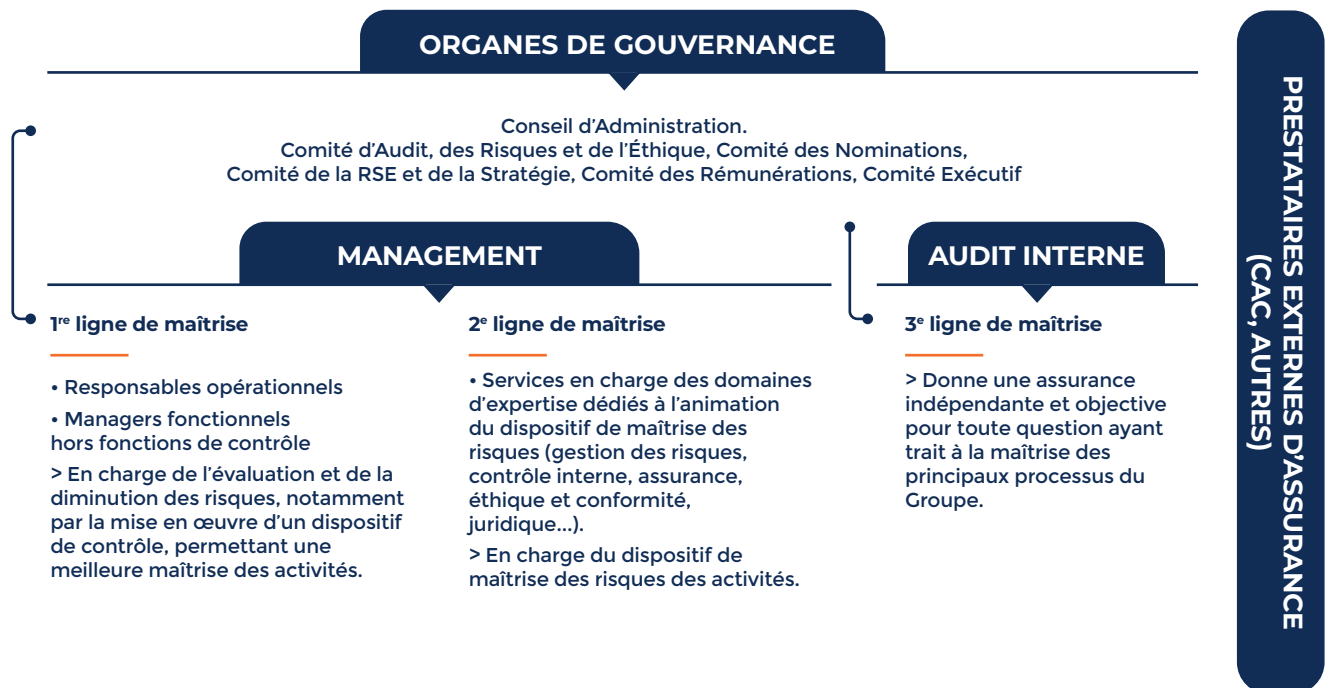 ORGANES DE GOUVERNANCE
Conseil d'Administration.
Comité d'Audit, des Risques et de l'Éthique, Comité des Nominations,
Comité de la RSE et de la Stratégie, Comité des Rémunérations, Comité Exécutif
MANAGEMENT
1re ligne de maîtrise
• Responsables opérationnels
• Managers fonctionnels
hors fonctions de contrôle
> En charge de l'évaluation et de la
diminution des risques, notamment
par la mise en œuvre d'un dispositif
de contrôle, permettant une
meilleure maîtrise des activités.
2e ligne de maîtrise
• Services en charge des domaines
d'expertise dédiés à l'animation
du dispositif de maîtrise des
risques (gestion des risques,
contrôle interne, assurance,
éthique et conformité,
juridique...).
> En charge du dispositif de
maîtrise des risques des activités.
AUDIT INTERNE
3e ligne de maîtrise
> Donne une assurance
indépendante et objective
pour toute question ayant
trait à la maîtrise des
principaux processus du
Groupe.
PRESTATAIRES EXTERNES D'ASSURANCE
(CAC, AUTRES)